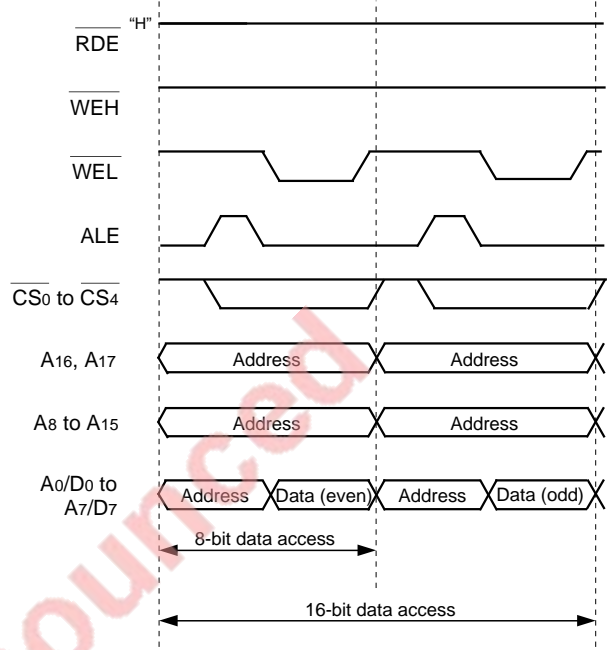 RDE "H"
WEH
WEL
ALE
CS0 to CS4
A16, A17 Address Address
A8 to A15 Address Address
A0/D0 to
A7/D7 Address Data (even) Address Data (odd)
8-bit data access
16-bit data access